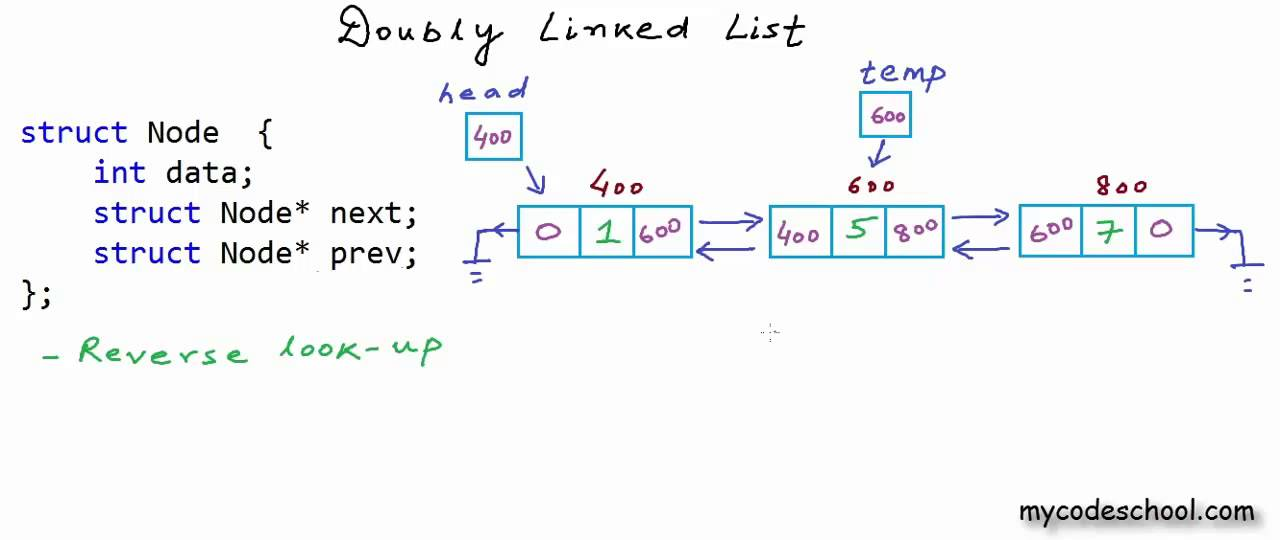 Doubly Linked List
head
temp
400
600
struct Node {
int data;
struct Node* next;
struct Node* prev;
};
400
600
800
0 1 600
400 5 800
600 7 0
- Reverse look-up
mycodeschool.com